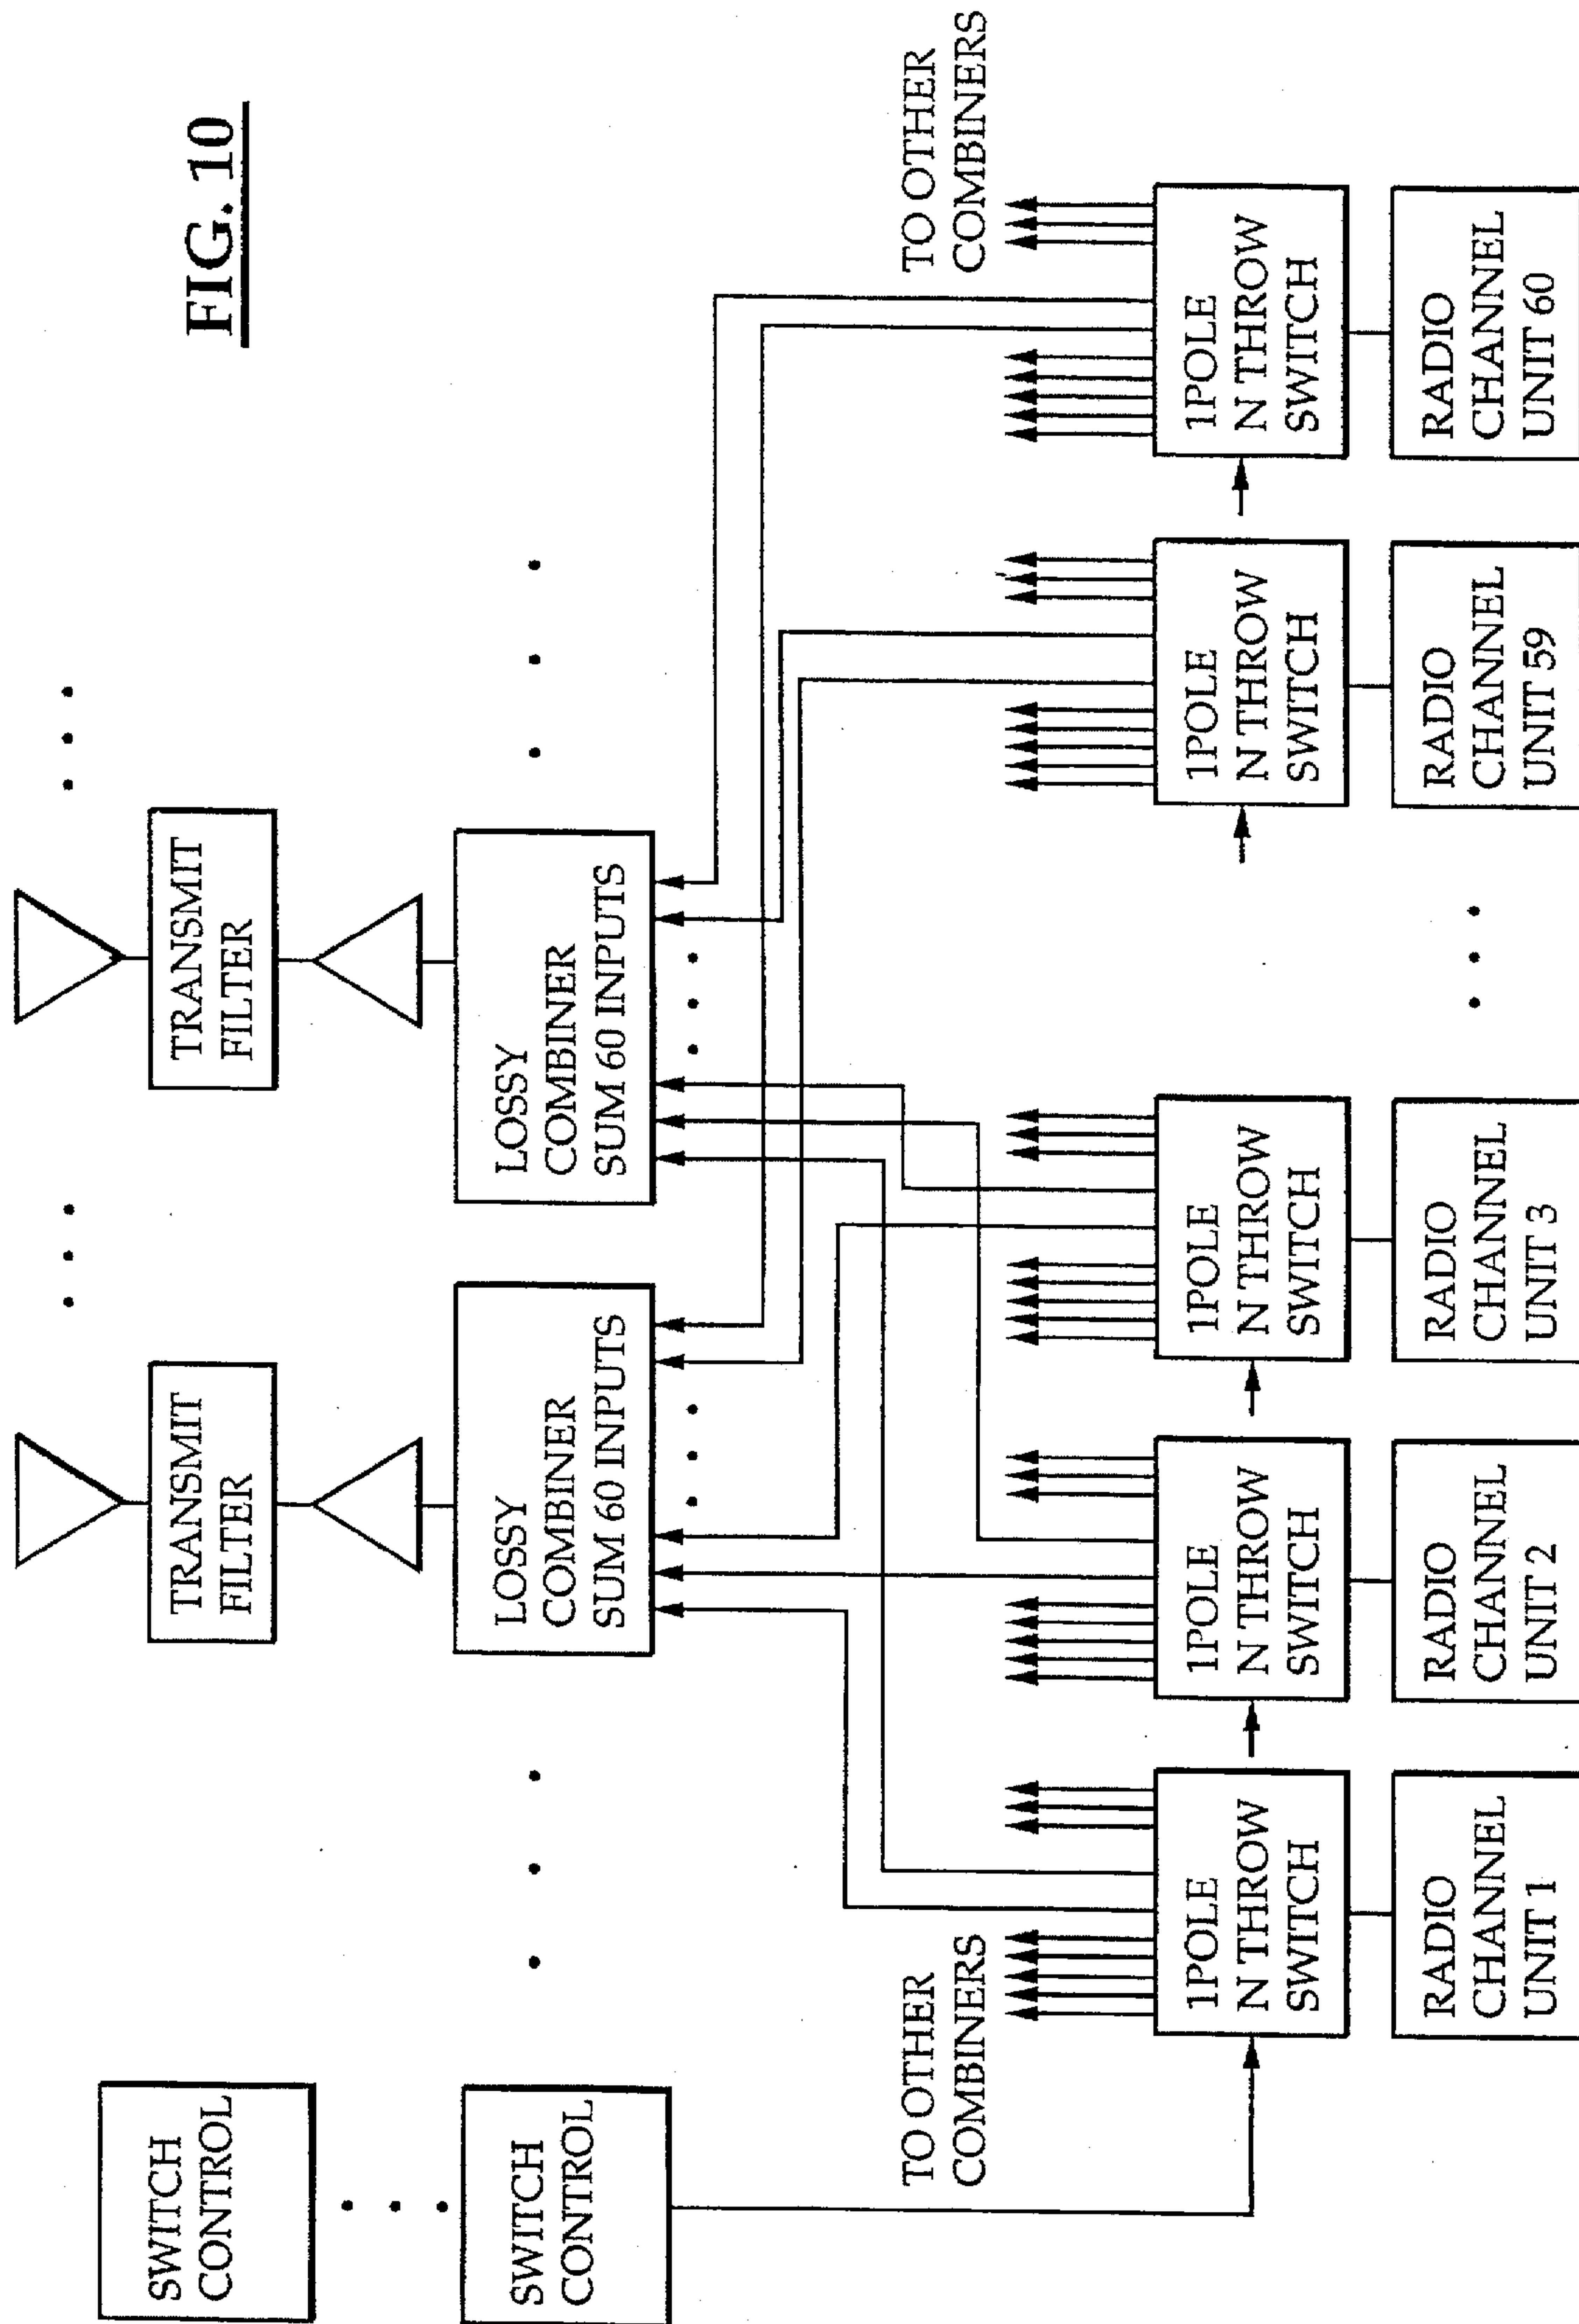 FIG. 10
SWITCH
CONTROL
TRANSMIT
FILTER
TRANSMIT
FILTER
SWITCH
CONTROL
LOSSY
COMBINER
SUM 60 INPUTS
LOSSY
COMBINER
SUM 60 INPUTS
TO OTHER
COMBINERS
TO OTHER
COMBINERS
1POLE
N THROW
SWITCH
1POLE
N THROW
SWITCH
1POLE
N THROW
SWITCH
1POLE
N THROW
SWITCH
1POLE
N THROW
SWITCH
RADIO
CHANNEL
UNIT 1
RADIO
CHANNEL
UNIT 2
RADIO
CHANNEL
UNIT 3
RADIO
CHANNEL
UNIT 59
RADIO
CHANNEL
UNIT 60